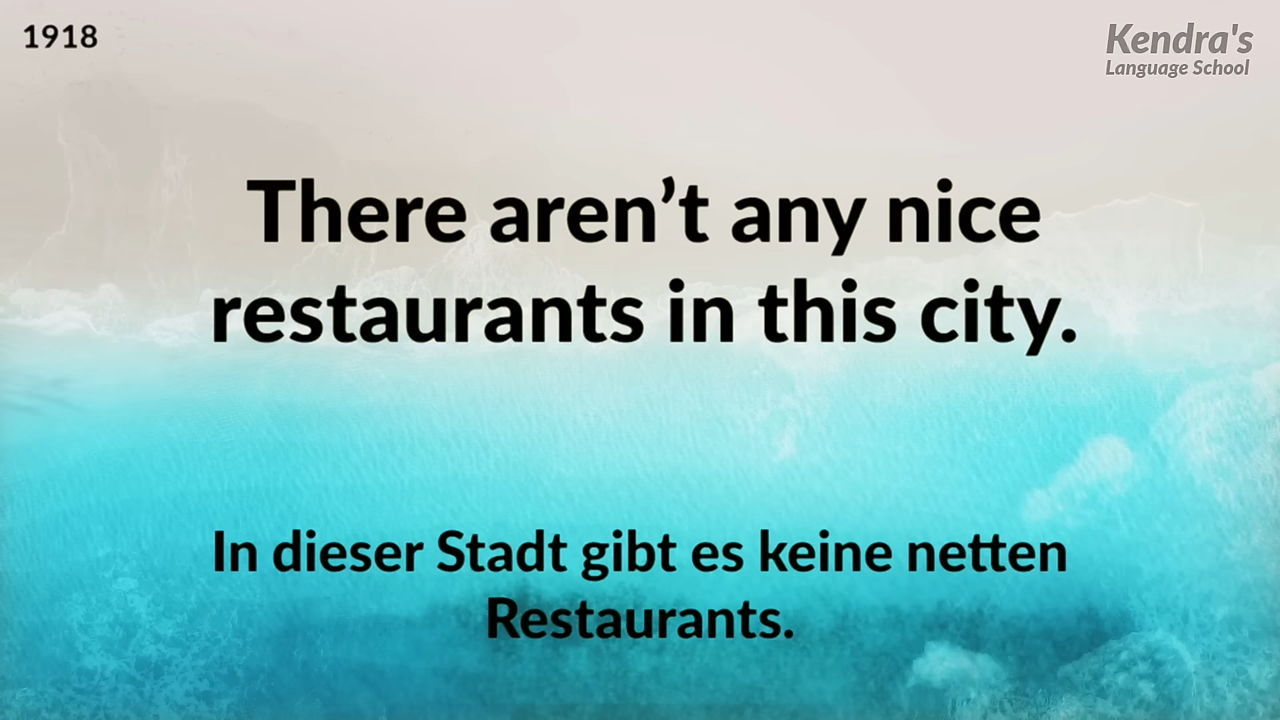 1918
Kendra's
Language School
There aren’t any nice
restaurants in this city.
In dieser Stadt gibt es keine netten
Restaurants.